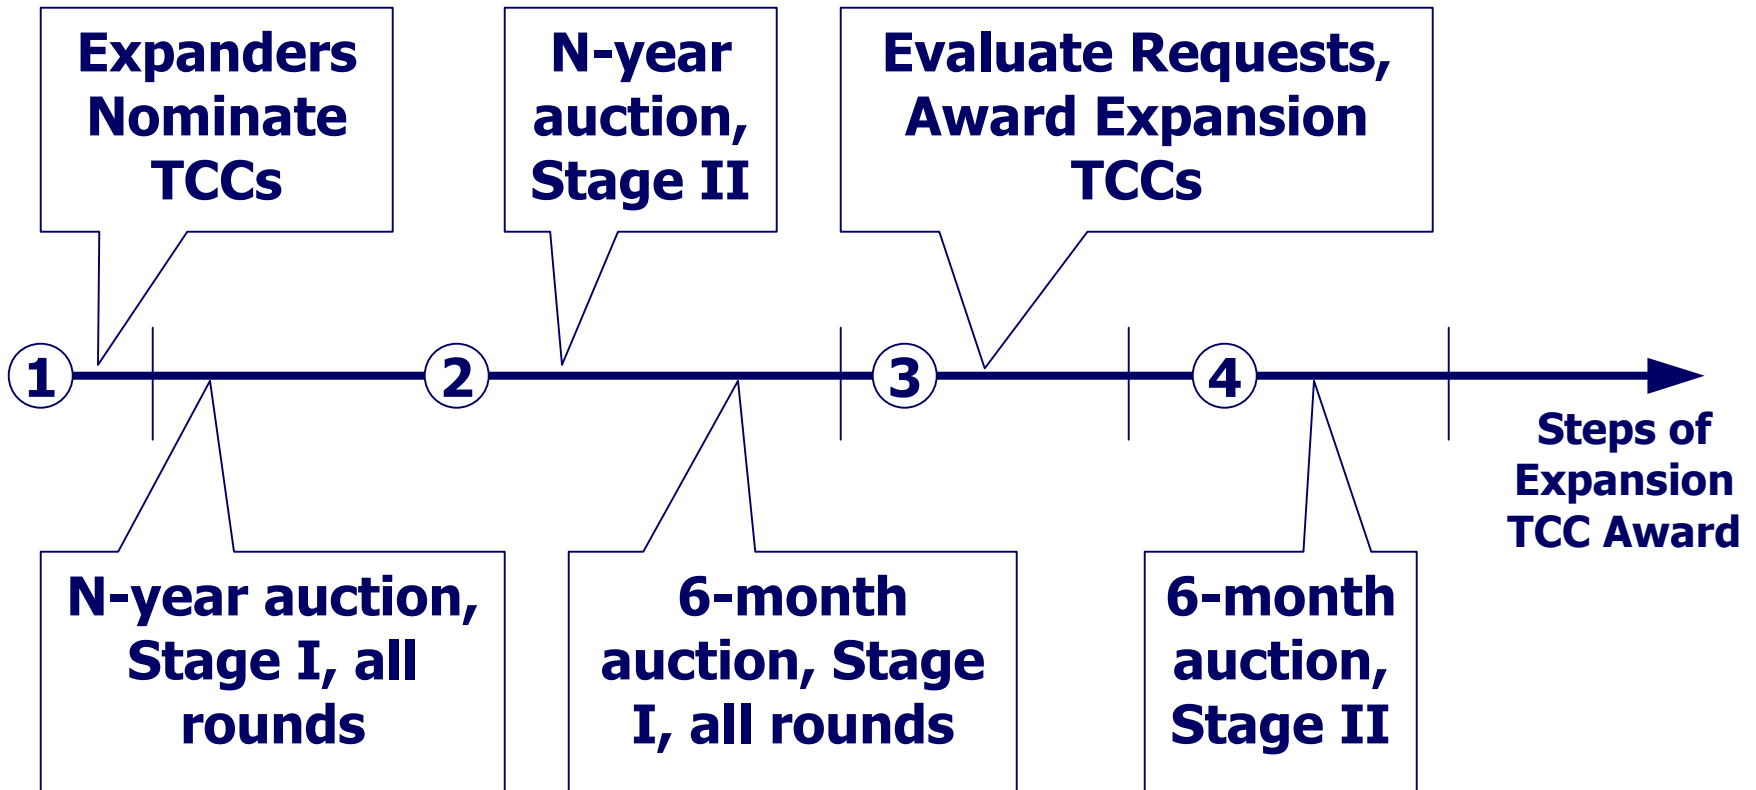 Expanders
Nominate
TCCs
N-year
auction,
Stage II
Evaluate Requests,
Award Expansion
TCCs
1
2
3
4
Steps of
Expansion
TCC Award
N-year auction,
Stage I, all
rounds
6-month
auction, Stage
I, all rounds
6-month
auction,
Stage II